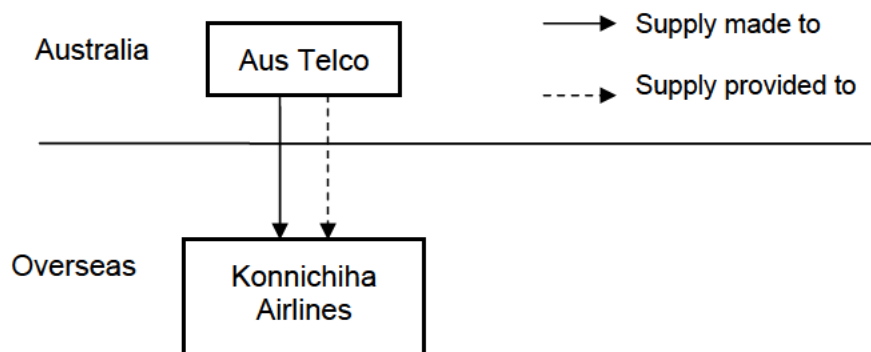 Australia
Aus Telco
Supply made to
Supply provided to
Overseas
Konnichiha
Airlines